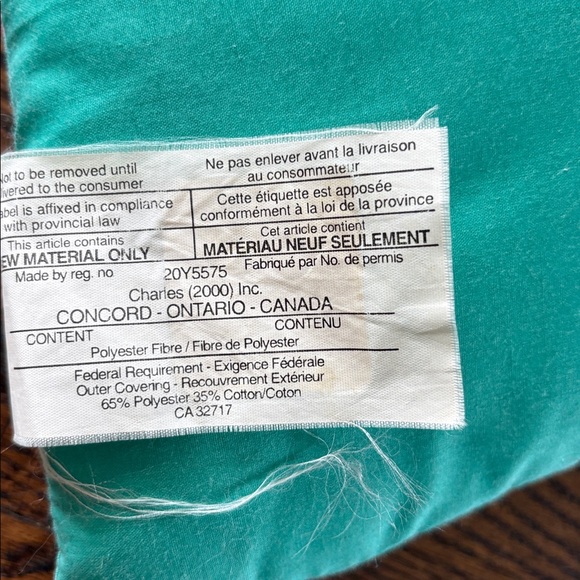 Not to be removed until
delivered to the consumer
Ne pas enlever avant la livraison
au consommateur
label is affixed in compliance
with provincial law
Cette étiquette est apposée
conformément à la loi de la province
This article contains
NEW MATERIAL ONLY
Cet article contient
MATÉRIAU NEUF SEULEMENT
Made by reg. no 20Y5575 Fabriqué par No. de permis
Charles (2000) Inc.
CONCORD - ONTARIO - CANADA
CONTENT CONTENU
Polyester Fibre / Fibre de Polyester
Federal Requirement - Exigence Fédérale
Outer Covering - Recouvrement Extérieur
65% Polyester 35% Cotton/Coton
CA 32717